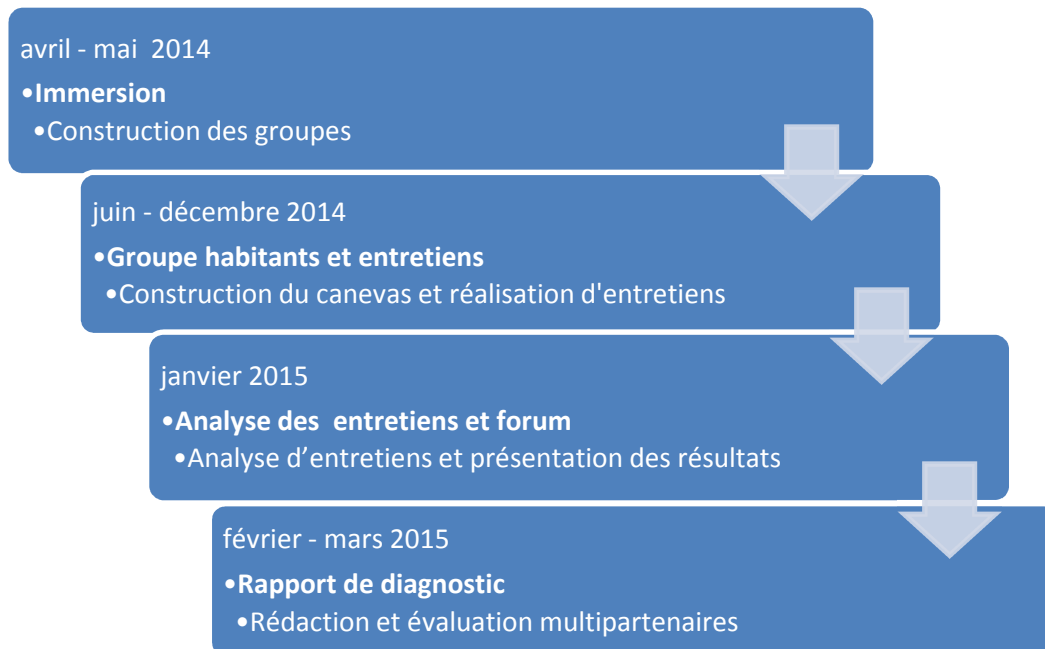 avril - mai  2014
•Immersion
•Construction des groupes
juin - décembre 2014
•Groupe habitants et entretiens
•Construction du canevas et réalisation d'entretiens
janvier 2015
•Analyse des  entretiens et forum
•Analyse d’entretiens et présentation des résultats
février - mars 2015
•Rapport de diagnostic
•Rédaction et évaluation multipartenaires